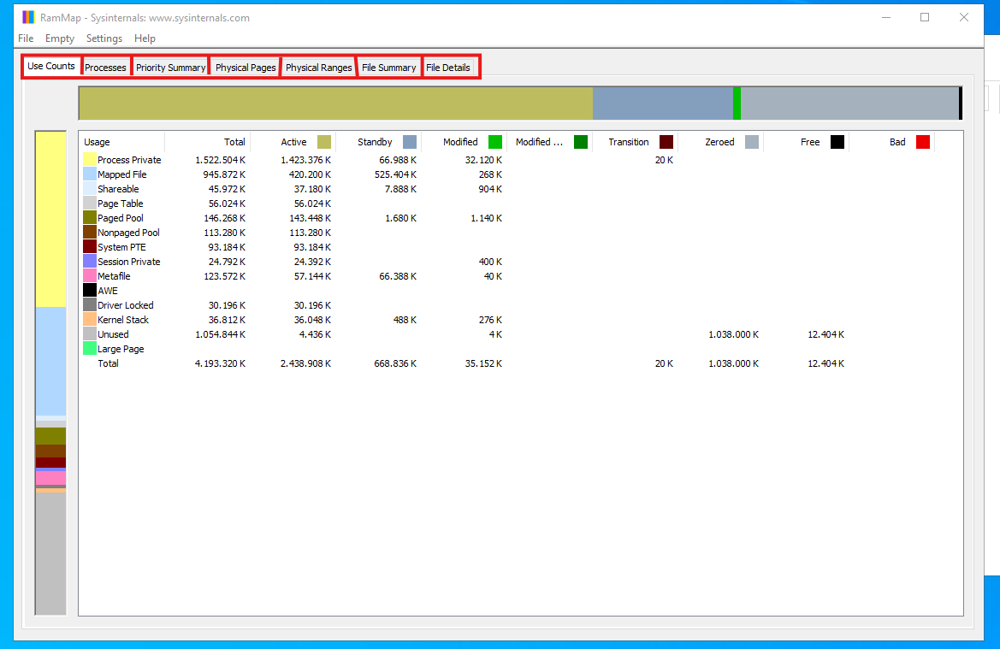 RamMap - Sysinternals: www.sysinternals.com
File Empty Settings Help
Use Counts Processes Priority Summary Physical Pages Physical Ranges File Summary File Details
Usage Total Active Standby Modified Modified ... Transition Zeroed Free Bad
Process Private 1.522.504 K 1.423.376 K 66.988 K 32.120 K 20 K
Mapped File 945.872 K 420.200 K 525.404 K 268 K
Shareable 45.972 K 37.180 K 7.888 K 904 K
Page Table 56.024 K 56.024 K
Paged Pool 146.268 K 143.448 K 1.680 K 1.140 K
Nonpaged Pool 113.280 K 113.280 K
System PTE 93.184 K 93.184 K
Session Private 24.792 K 24.392 K 400 K
Metafile 123.572 K 57.144 K 66.388 K 40 K
AWE
Driver Locked 30.196 K 30.196 K
Kernel Stack 36.812 K 36.048 K 488 K 276 K
Unused 1.054.844 K 4.436 K 4 K 1.038.000 K 12.404 K
Large Page
Total 4.193.320 K 2.438.908 K 668.836 K 35.152 K 20 K 1.038.000 K 12.404 K